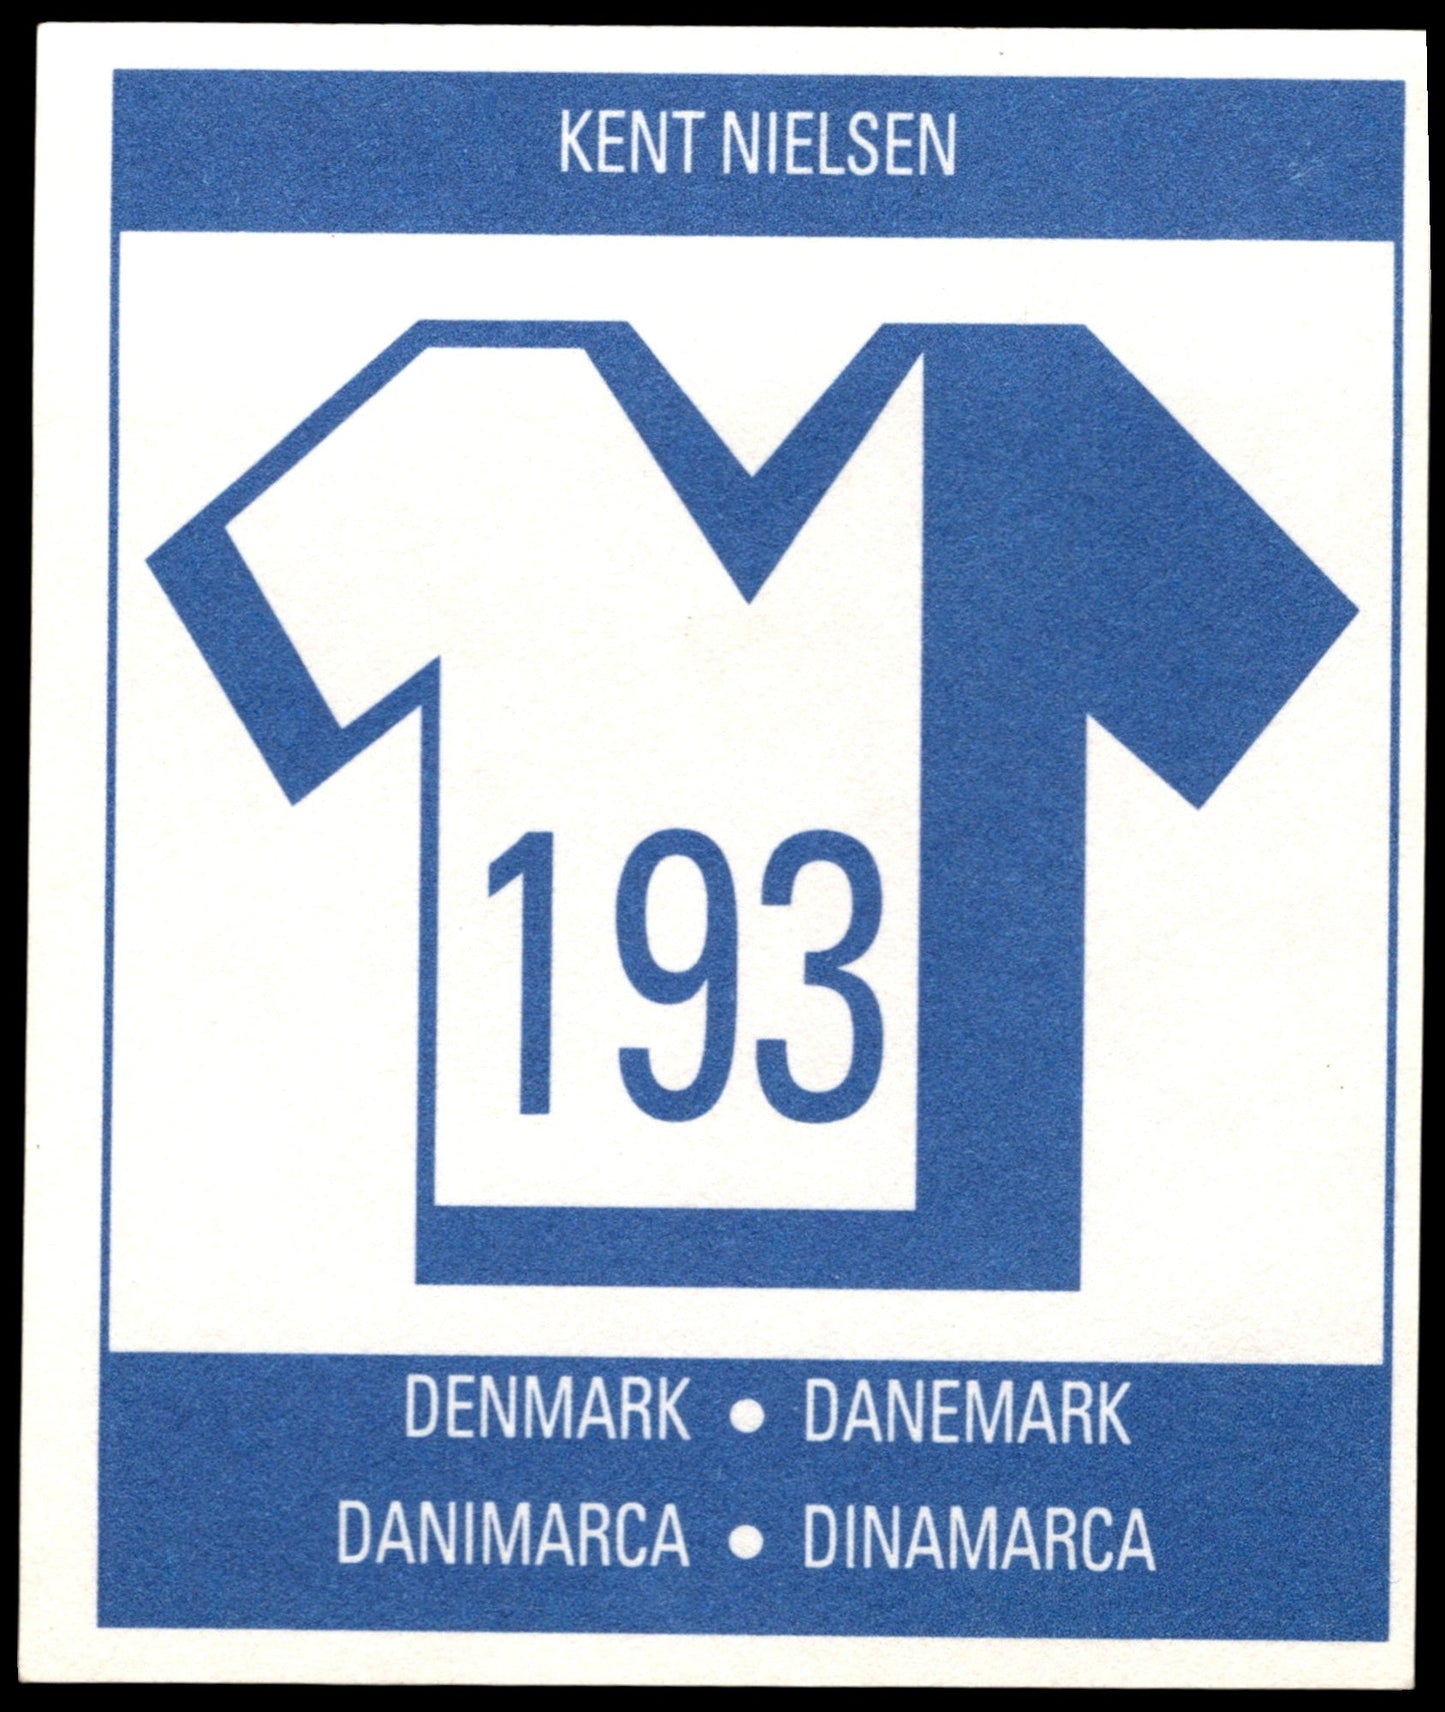 KENT NIELSEN
193
DENMARK • DANEMARK
DANIMARCA • DINAMARCA